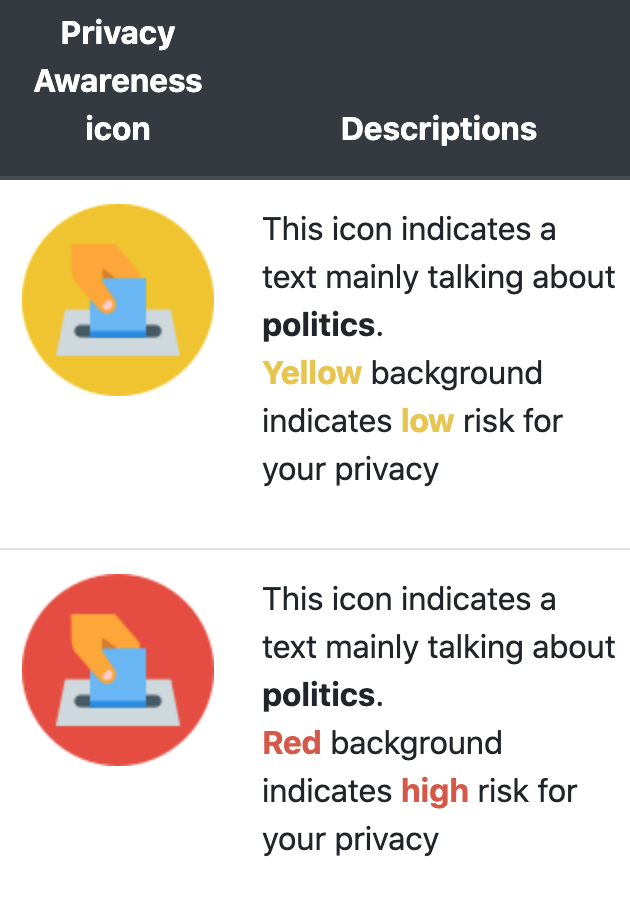 Privacy
Awareness
icon
Descriptions
This icon indicates a
text mainly talking about
politics.
Yellow background
indicates low risk for
your privacy
This icon indicates a
text mainly talking about
politics.
Red background
indicates high risk for
your privacy